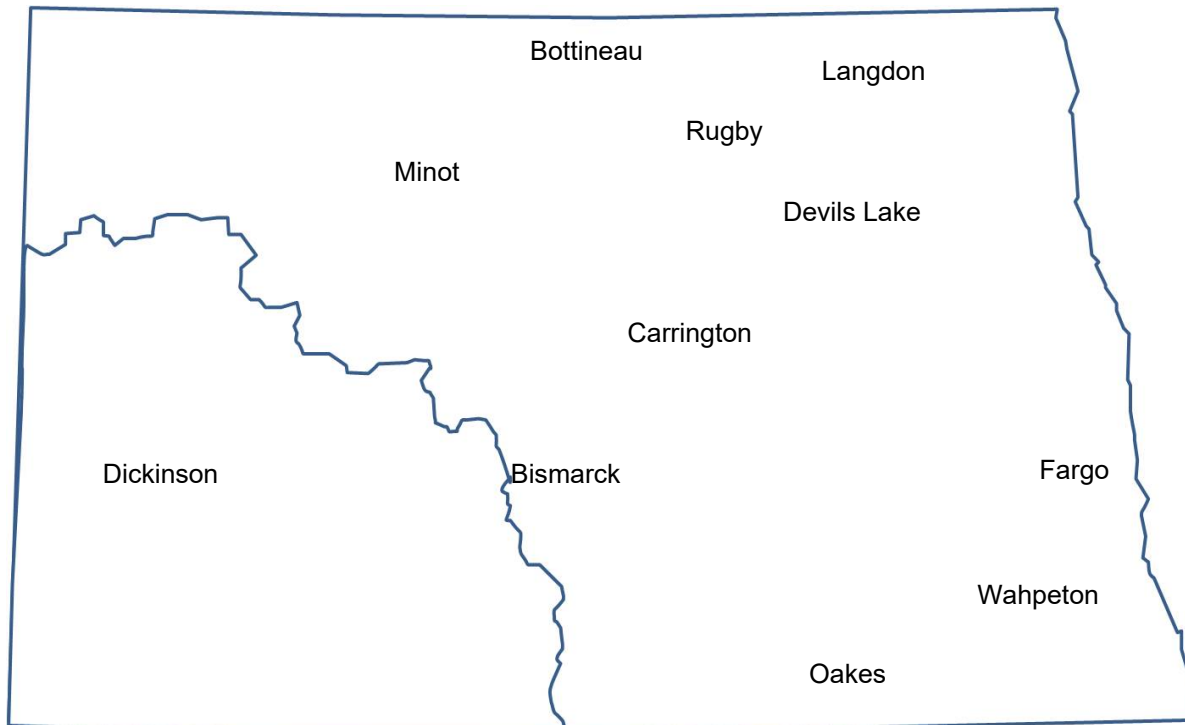 Bottineau
Langdon
Rugby
Minot
Devils Lake
Carrington
Dickinson
Bismarck
Fargo
Wahpeton
Oakes